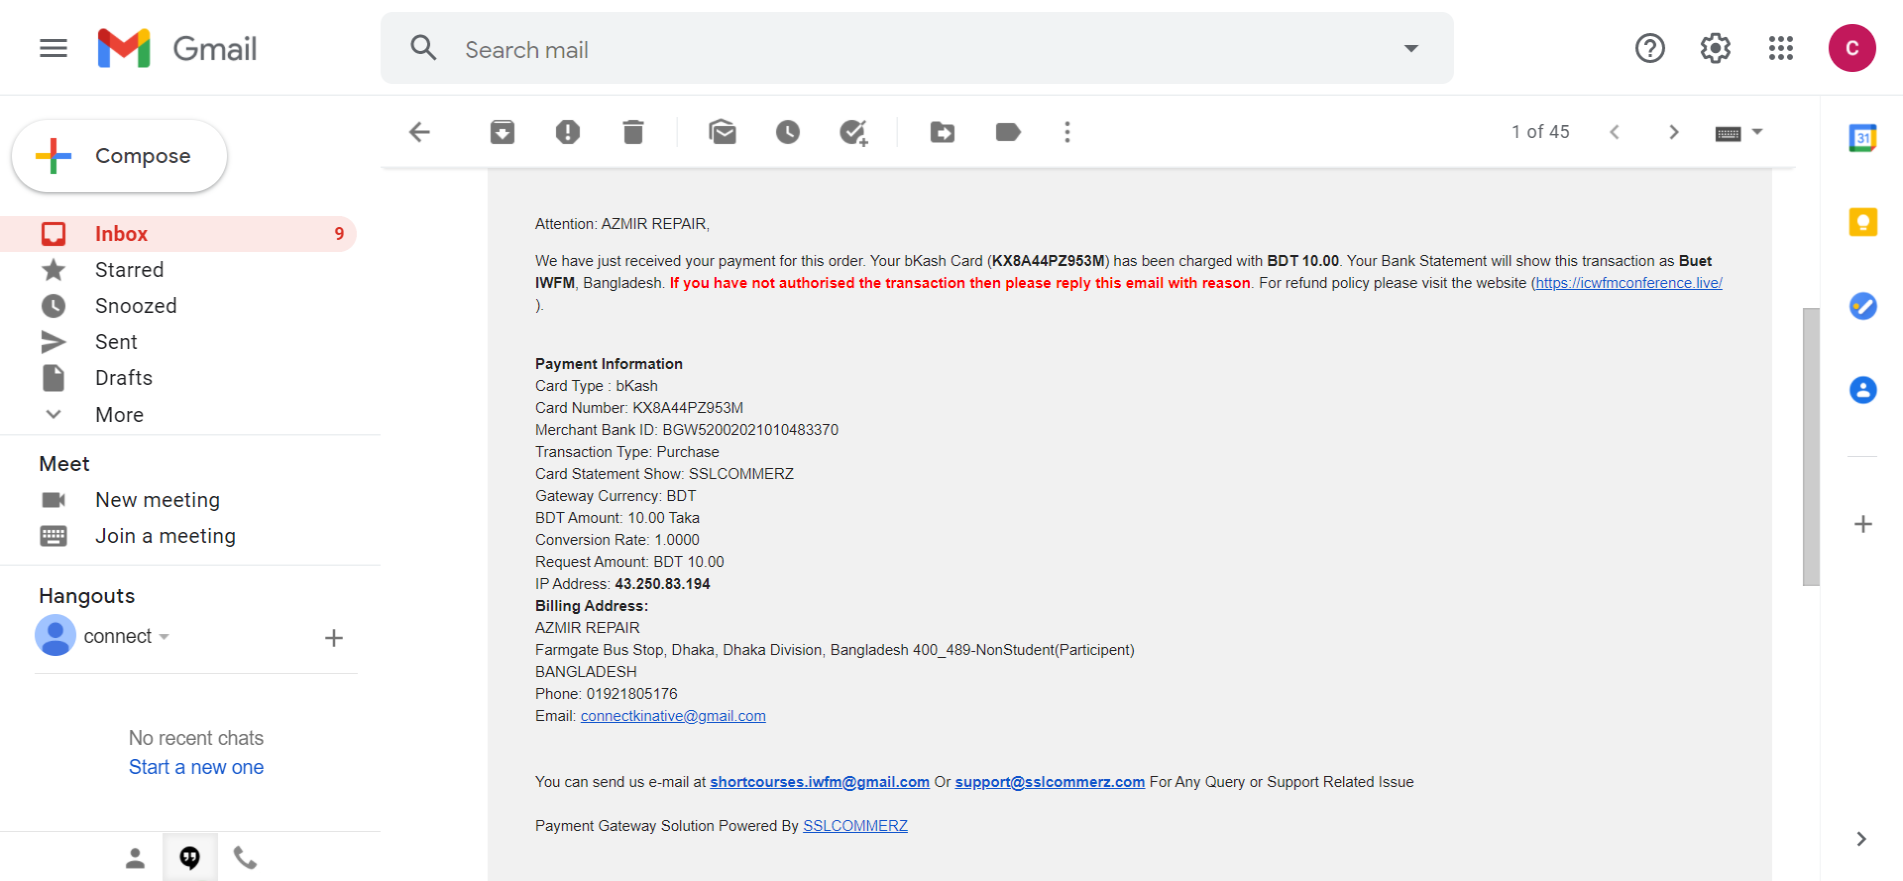 Gmail
Search mail
C
Compose
1 of 45
31
Inbox 9
Starred
Snoozed
Sent
Drafts
More
Meet
New meeting
Join a meeting
Hangouts
connect
No recent chats
Start a new one
Attention: AZMIR REPAIR,
We have just received your payment for this order. Your bKash Card (KX8A44PZ953M) has been charged with BDT 10.00. Your Bank Statement will show this transaction as Buet
IWFM, Bangladesh. If you have not authorised the transaction then please reply this email with reason. For refund policy please visit the website (https://icwfmconference.live/
).
Payment Information
Card Type : bKash
Card Number: KX8A44PZ953M
Merchant Bank ID: BGW52002021010483370
Transaction Type: Purchase
Card Statement Show: SSLCOMMERZ
Gateway Currency: BDT
BDT Amount: 10.00 Taka
Conversion Rate: 1.0000
Request Amount: BDT 10.00
IP Address: 43.250.83.194
Billing Address:
AZMIR REPAIR
Farmgate Bus Stop, Dhaka, Dhaka Division, Bangladesh 400_489-NonStudent(Participent)
BANGLADESH
Phone: 01921805176
Email: connectkinative@gmail.com
You can send us e-mail at shortcourses.iwfm@gmail.com Or support@sslcommerz.com For Any Query or Support Related Issue
Payment Gateway Solution Powered By SSLCOMMERZ